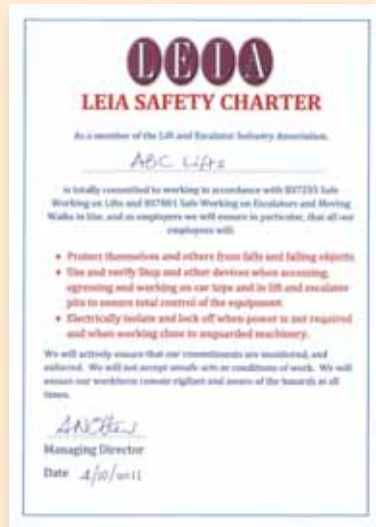 LEIA
LEIA SAFETY CHARTER
As a member of the Lift and Escalator Industry Association,
ABC Lifts
is totally committed to working in accordance with BS7255 Safe
Working on Lifts and BS7801 Safe Working on Escalators and Moving
Walks in Use, and as employers we will ensure in particular, that all our
employees will:
Protect themselves and others from falls and falling objects
Use and verify Stop and other devices when accessing,
egressing and working on car tops and in lift and escalator
pits to ensure total control of the equipment.
Electrically isolate and lock off when power is not required
and when working close to unguarded machinery.
We will actively ensure that our commitments are monitored, and
enforced. We will not accept unsafe acts or conditions of work. We will
ensure our workforce remain vigilant and aware of the hazards at all
times.
Managing Director
Date